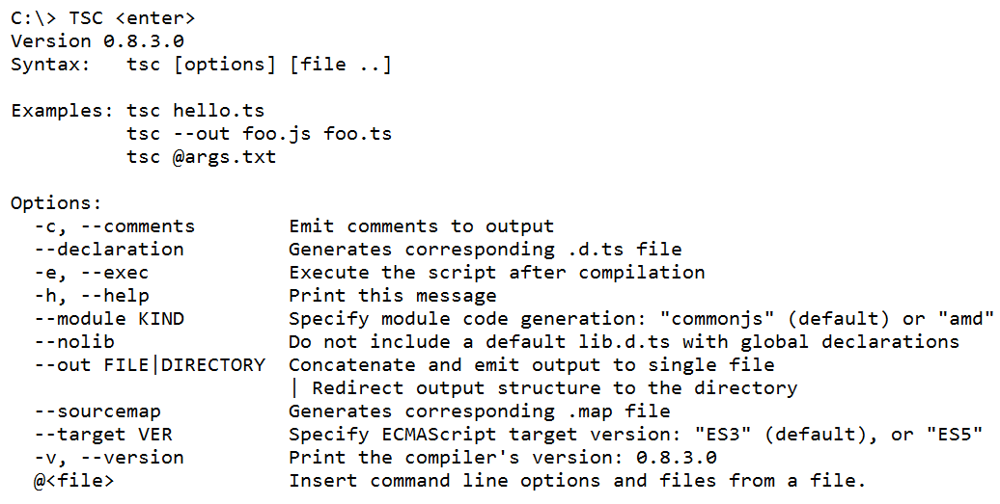 C:\> TSC <enter>
Version 0.8.3.0
Syntax:   tsc [options] [file ..]

Examples: tsc hello.ts
          tsc --out foo.js foo.ts
          tsc @args.txt

Options:
  -c, --comments        Emit comments to output
  --declaration         Generates corresponding .d.ts file
  -e, --exec            Execute the script after compilation
  -h, --help            Print this message
  --module KIND         Specify module code generation: "commonjs" (default) or "amd"
  --nolib               Do not include a default lib.d.ts with global declarations
  --out FILE|DIRECTORY  Concatenate and emit output to single file
                        | Redirect output structure to the directory
  --sourcemap           Generates corresponding .map file
  --target VER          Specify ECMAScript target version: "ES3" (default), or "ES5"
  -v, --version         Print the compiler's version: 0.8.3.0
  @<file>               Insert command line options and files from a file.